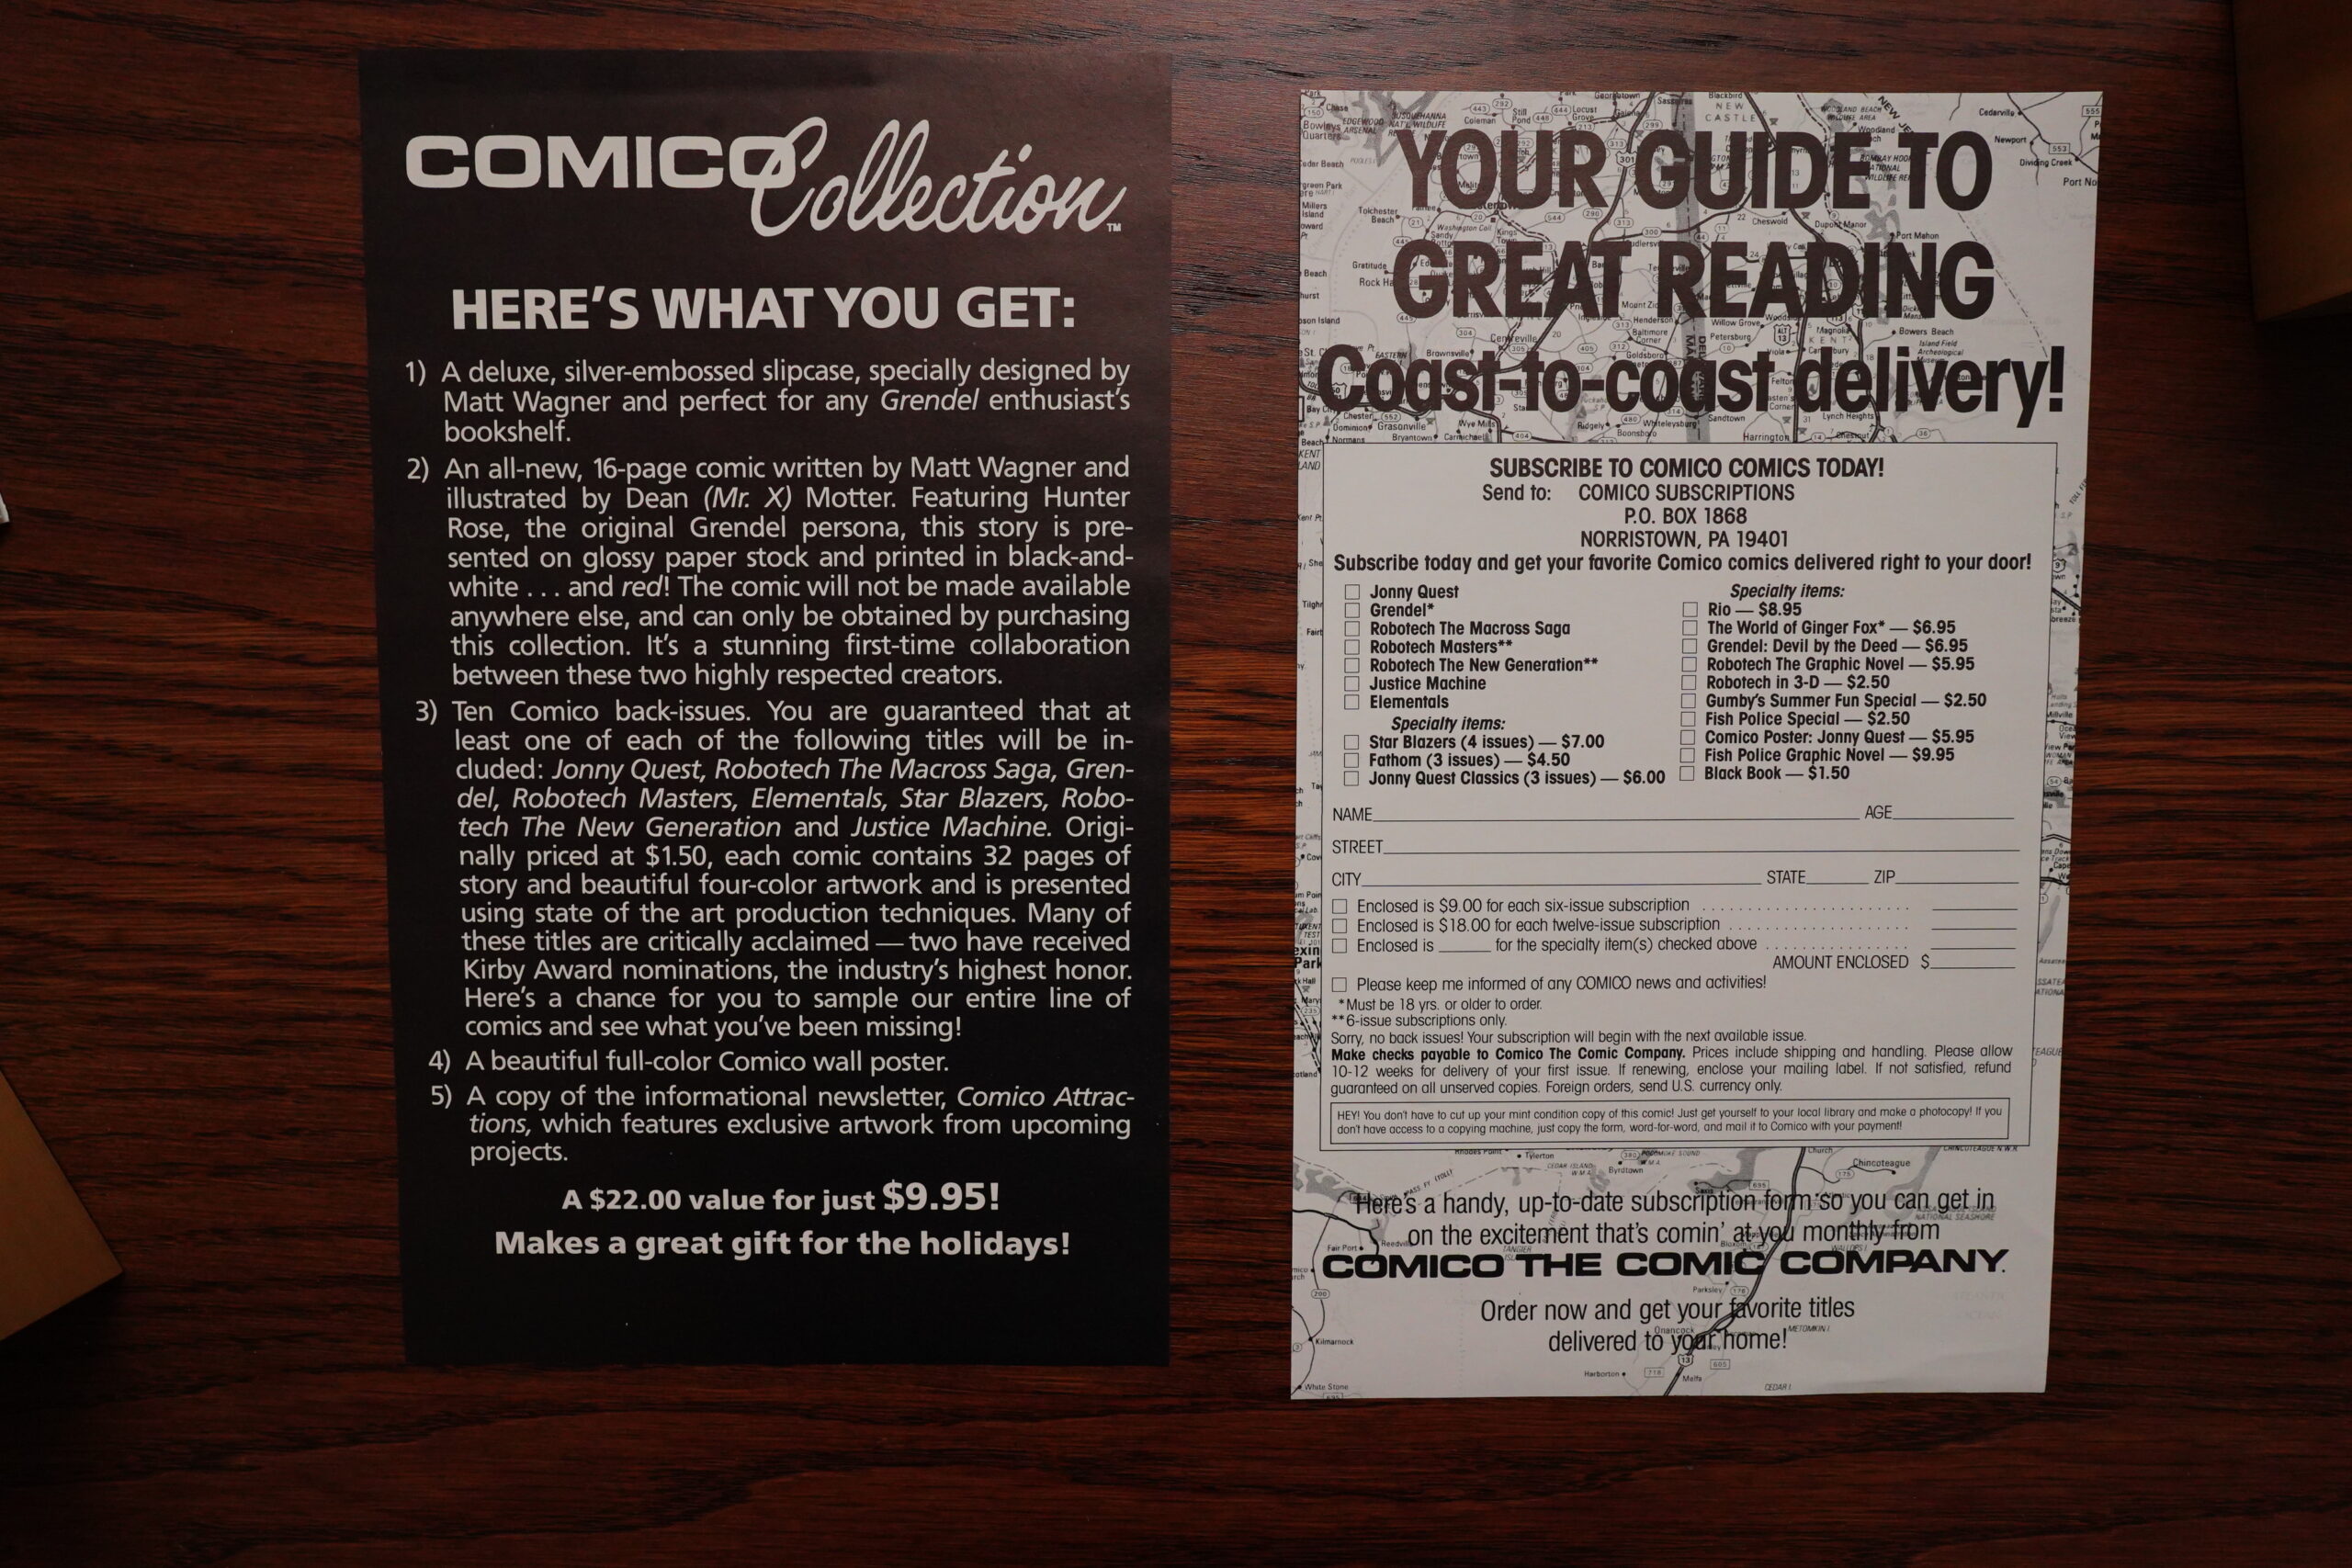 COMICO Collection™
HERE'S WHAT YOU GET:
1) A deluxe, silver-embossed slipcase, specially designed by
Matt Wagner and perfect for any Grendel enthusiast's
bookshelf.
2) An all-new, 16-page comic written by Matt Wagner and
illustrated by Dean (Mr. X) Motter. Featuring Hunter
Rose, the original Grendel persona, this story is pre-
sented on glossy paper stock and printed in black-and-
white . . . and red! The comic will not be made available
anywhere else, and can only be obtained by purchasing
this collection. It's a stunning first-time collaboration
between these two highly respected creators.
3) Ten Comico back-issues. You are guaranteed that at
least one of each of the following titles will be in-
cluded: Jonny Quest, Robotech The Macross Saga, Gren-
del, Robotech Masters, Elementals, Star Blazers, Robo-
tech The New Generation and Justice Machine. Origi-
nally priced at $1.50, each comic contains 32 pages of
story and beautiful four-color artwork and is presented
using state of the art production techniques. Many of
these titles are critically acclaimed — two have received
Kirby Award nominations, the industry's highest honor.
Here's a chance for you to sample our entire line of
comics and see what you've been missing!
4) A beautiful full-color Comico wall poster.
5) A copy of the informational newsletter, Comico Attrac-
tions, which features exclusive artwork from upcoming
projects.
A $22.00 value for just $9.95!
Makes a great gift for the holidays!
YOUR GUIDE TO
GREAT READING
Coast-to-coast delivery!
SUBSCRIBE TO COMICO COMICS TODAY!
Send to: COMICO SUBSCRIPTIONS
P.O. BOX 1868
NORRISTOWN, PA 19401
Subscribe today and get your favorite Comico comics delivered right to your door!
Jonny Quest
Grendel*
Robotech The Macross Saga
Robotech Masters**
Robotech The New Generation**
Justice Machine
Elementals
Specialty items:
Star Blazers (4 issues) — $7.00
Fathom (3 issues) — $4.50
Jonny Quest Classics (3 issues) — $6.00
Specialty items:
Rio — $8.95
The World of Ginger Fox* — $6.95
Grendel: Devil by the Deed — $6.95
Robotech The Graphic Novel — $5.95
Robotech in 3-D — $2.50
Gumby's Summer Fun Special — $2.50
Fish Police Special — $2.50
Comico Poster: Jonny Quest — $5.95
Fish Police Graphic Novel — $9.95
Black Book — $1.50
NAME AGE
STREET
CITY STATE ZIP
Enclosed is $9.00 for each six-issue subscription
Enclosed is $18.00 for each twelve-issue subscription
Enclosed is ______ for the specialty item(s) checked above
AMOUNT ENCLOSED $
Please keep me informed of any COMICO news and activities!
*Must be 18 yrs. or older to order.
**6-issue subscriptions only.
Sorry, no back issues! Your subscription will begin with the next available issue.
Make checks payable to Comico The Comic Company. Prices include shipping and handling. Please allow
10-12 weeks for delivery of your first issue. If renewing, enclose your mailing label. If not satisfied, refund
guaranteed on all unserved copies. Foreign orders, send U.S. currency only.
HEY! You don't have to cut up your mint condition copy of this comic! Just get yourself to your local library and make a photocopy! If you
don't have access to a copying machine, just copy the form, word-for-word, and mail it to Comico with your payment!
Here's a handy, up-to-date subscription form so you can get in
on the excitement that's comin' at you monthly from
COMICO THE COMIC COMPANY.
Order now and get your favorite titles
delivered to your home!